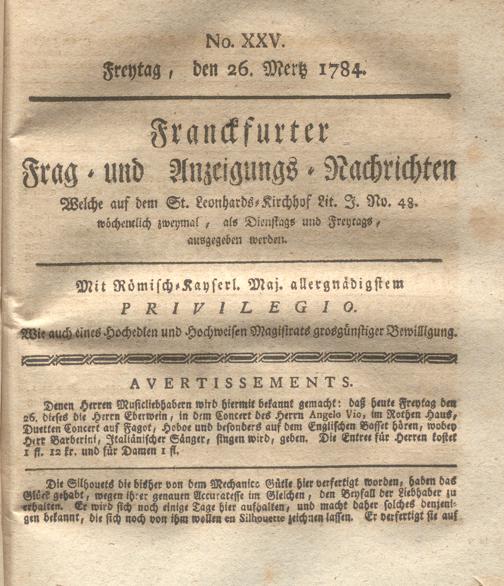 No. XXV.
Freytag, den 26. Mertz 1784.
Franckfurter
Frag- und Anzeigungs-Nachrichten
Welche auf dem St. Leonhards-Kirchhof Lit. J. No. 48.
wöchentlich zweymal, als Dienstags und Freytags,
ausgegeben werden.
Mit Römisch-Kayserl. Maj. allergnädigstem
PRIVILEGIO.
Wie auch eines Hochedlen und Hochweisen Magistrats grosgünstiger Bewilligung.
AVERTISSEMENTS.
Denen Herren Musicliebhabern wird hiermit bekannt gemacht: daß heute Freytag den
26. dieses die Herrn Eberwein, in dem Concert des Herrn Angelo Vio, im Rothen Haus,
Duetten Concert auf Fagot, Hoboe und besonders auf dem Englischen Basset hören, wobey
Herr Barberini, Italiänischer Sänger, singen wird, geben. Die Entree für Herren kostet
1 fl. 12 kr. und für Damen 1 fl.
Die Silhouets die bisher von dem Mechanico Gütle hier verfertigt worden, haben das
Glück gehabt, wegen ihrer genauen Accuratesse im Gleichen, den Beyfall der Liebhaber zu
erhalten. Er wird sich noch einige Tage hier aufhalten, und macht daher solches denjeni-
gen bekannt, die sich noch von ihm wollen en Silhouette zeichnen lassen. Er verfertigt sie auf